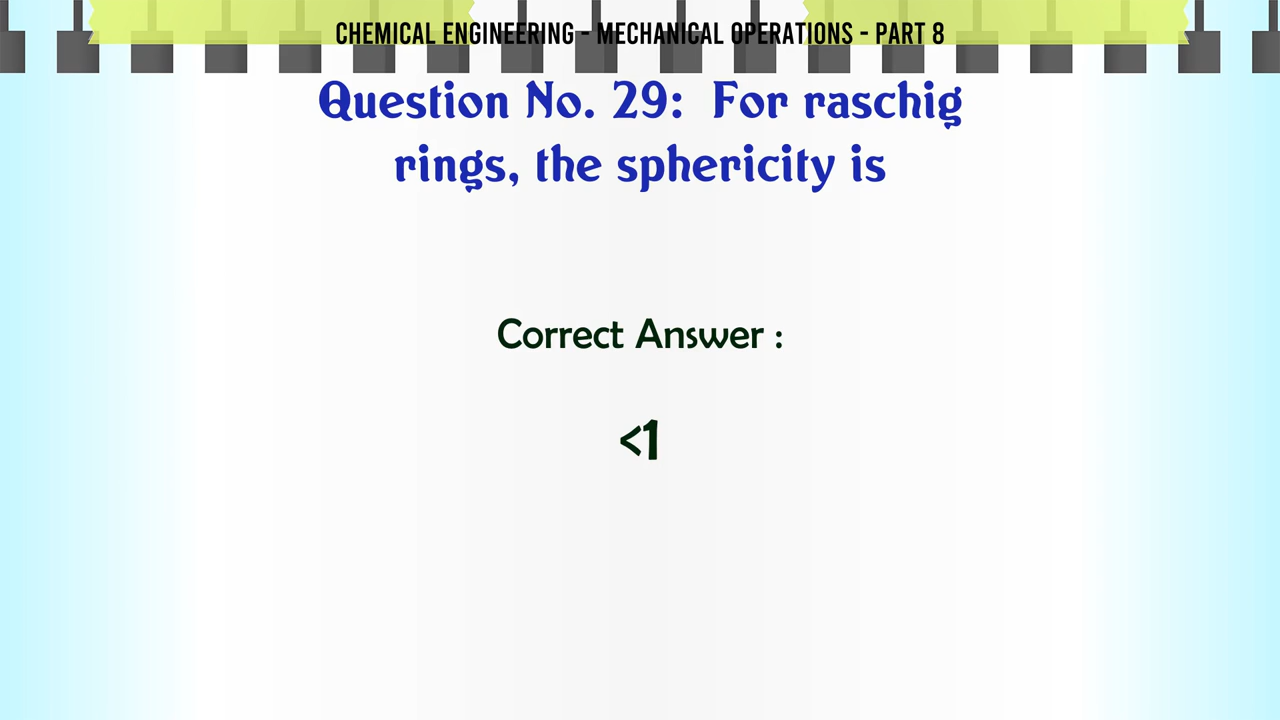 CHEMICAL ENGINEERING - MECHANICAL OPERATIONS - PART 8
Question No. 29: For raschig
rings, the sphericity is
Correct Answer :
<1